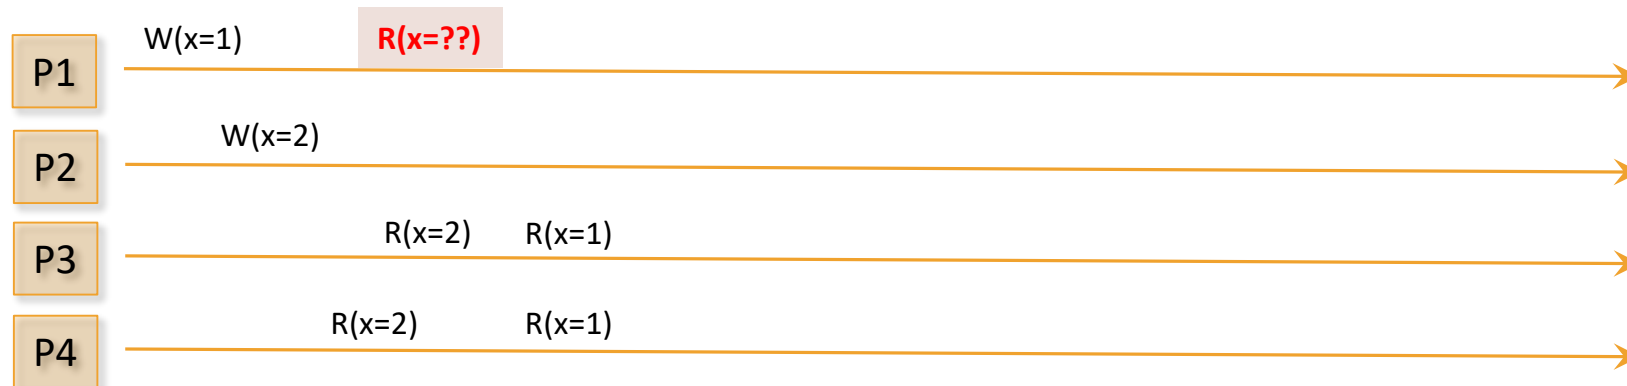 W(x=1) R(x=??)
P1
W(x=2)
P2
R(x=2) R(x=1)
P3
R(x=2) R(x=1)
P4